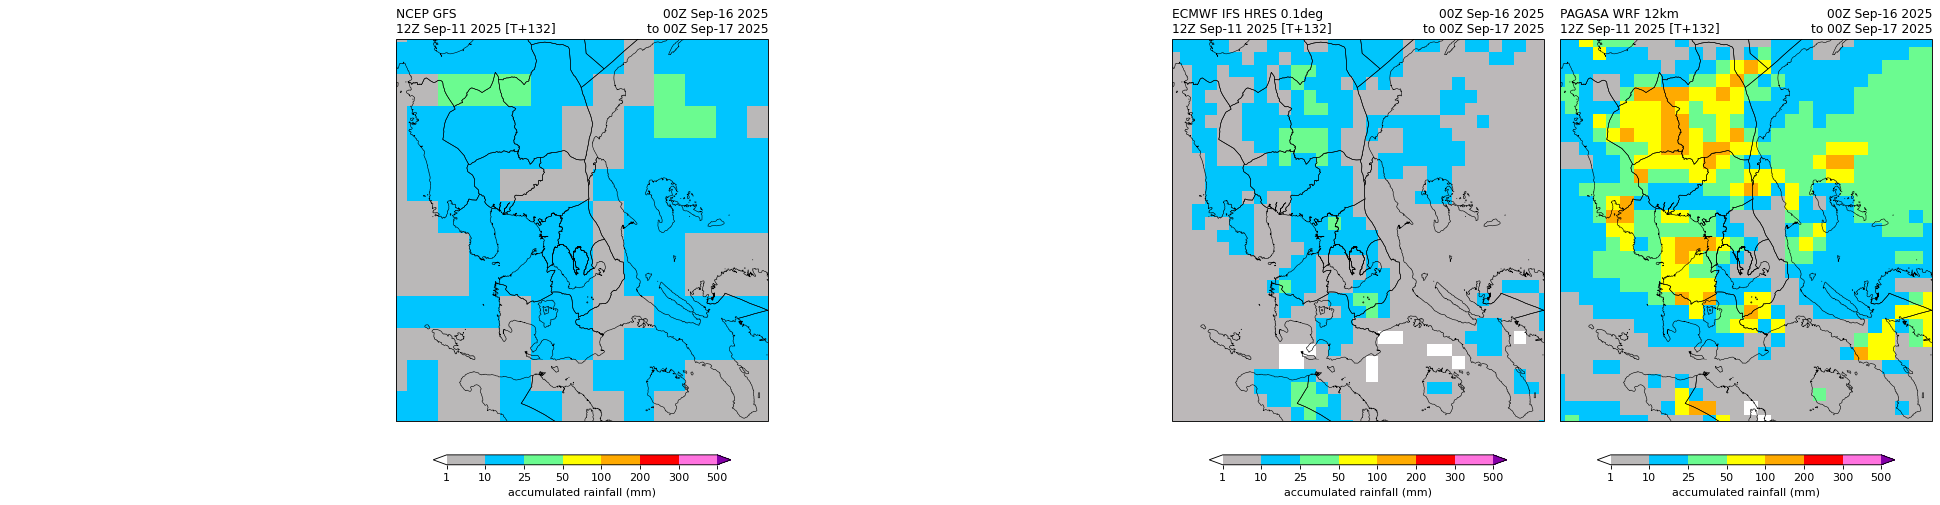 NCEP GFS 00Z Sep-16 2025
12Z Sep-11 2025 [T+132] to 00Z Sep-17 2025
1 10 25 50 100 200 300 500
accumulated rainfall (mm)
ECMWF IFS HRES 0.1deg 00Z Sep-16 2025
12Z Sep-11 2025 [T+132] to 00Z Sep-17 2025
1 10 25 50 100 200 300 500
accumulated rainfall (mm)
PAGASA WRF 12km 00Z Sep-16 2025
12Z Sep-11 2025 [T+132] to 00Z Sep-17 2025
1 10 25 50 100 200 300 500
accumulated rainfall (mm)